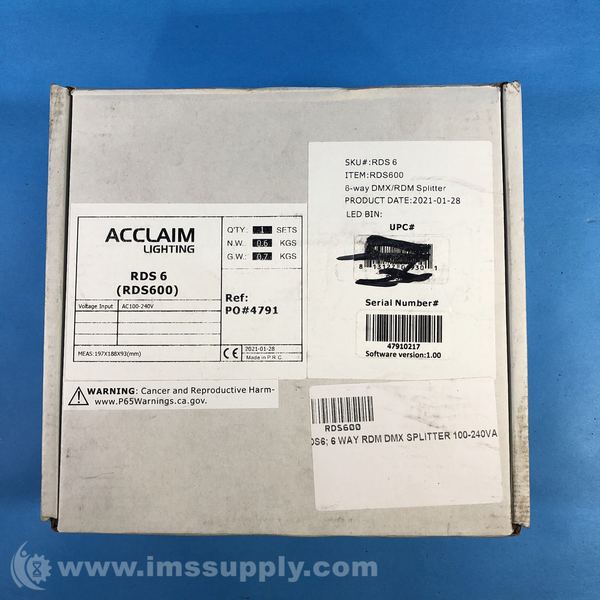 ACCLAIM
LIGHTING
RDS 6
(RDS600)
Voltage Input AC100-240V
MEAS:197X188X93(mm)
Q'TY: 1 SETS
N.W. 0.6 KGS
G.W.: 0.7 KGS
Ref:
PO#4791
CE 2021-01-28
Made in P.R.C.
SKU#:RDS 6
ITEM:RDS600
6-way DMX/RDM Splitter
PRODUCT DATE:2021-01-28
LED BIN:
UPC#
Serial Number#
47910217
Software version:1.00
WARNING: Cancer and Reproductive Harm-
www.P65Warnings.ca.gov.
RDS600
DS6; 6 WAY RDM DMX SPLITTER 100-240VA
www.imssupply.com